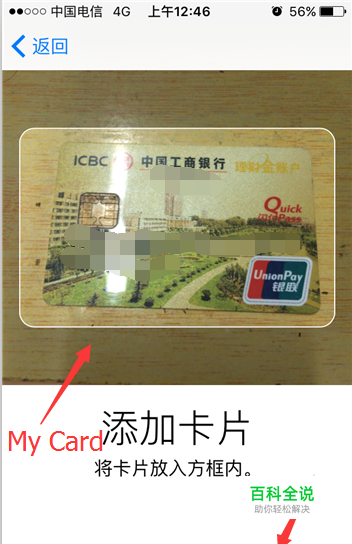 中国电信 4G 上午12:46 56%
返回
ICBC 中国工商银行 理财金账户
Quick
Pass
UnionPay
银联
My Card
添加卡片
将卡片放入方框内。
百科全说
助你轻松解决